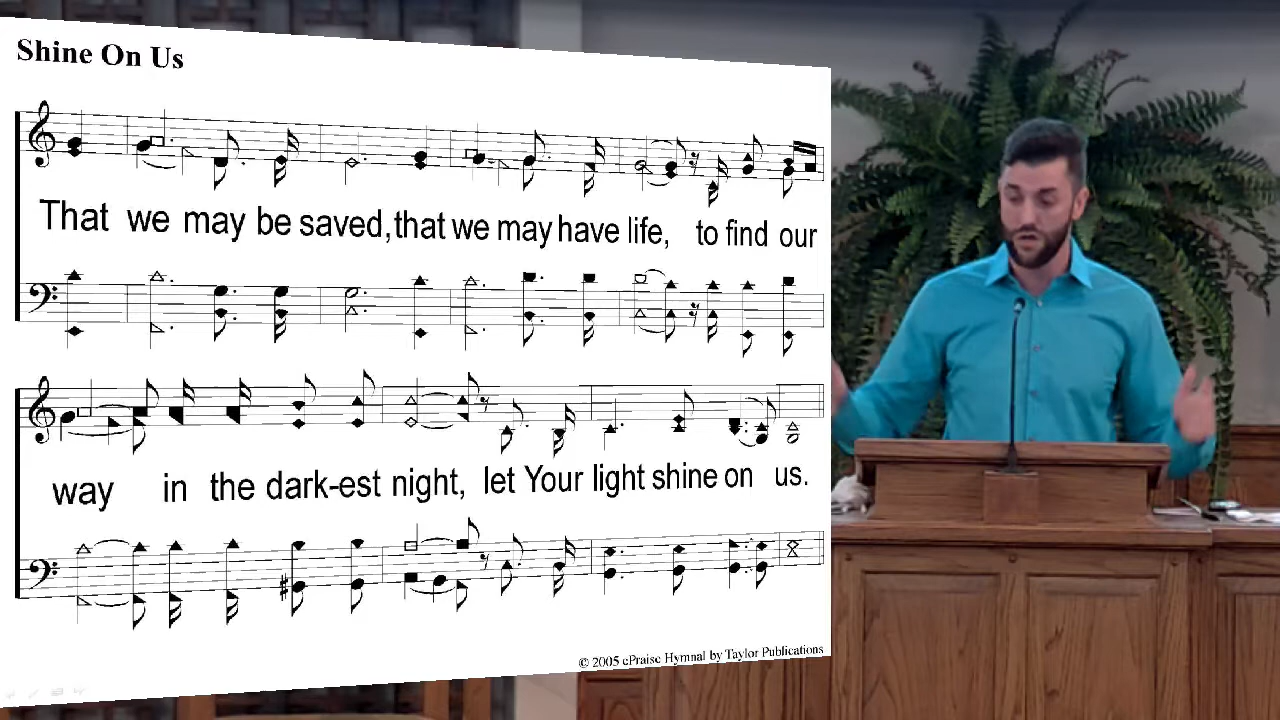 Shine On Us
That we may be saved, that we may have life, to find our
way in the dark-est night, let Your light shine on us.
© 2005 ePraise Hymnal by Taylor Publications